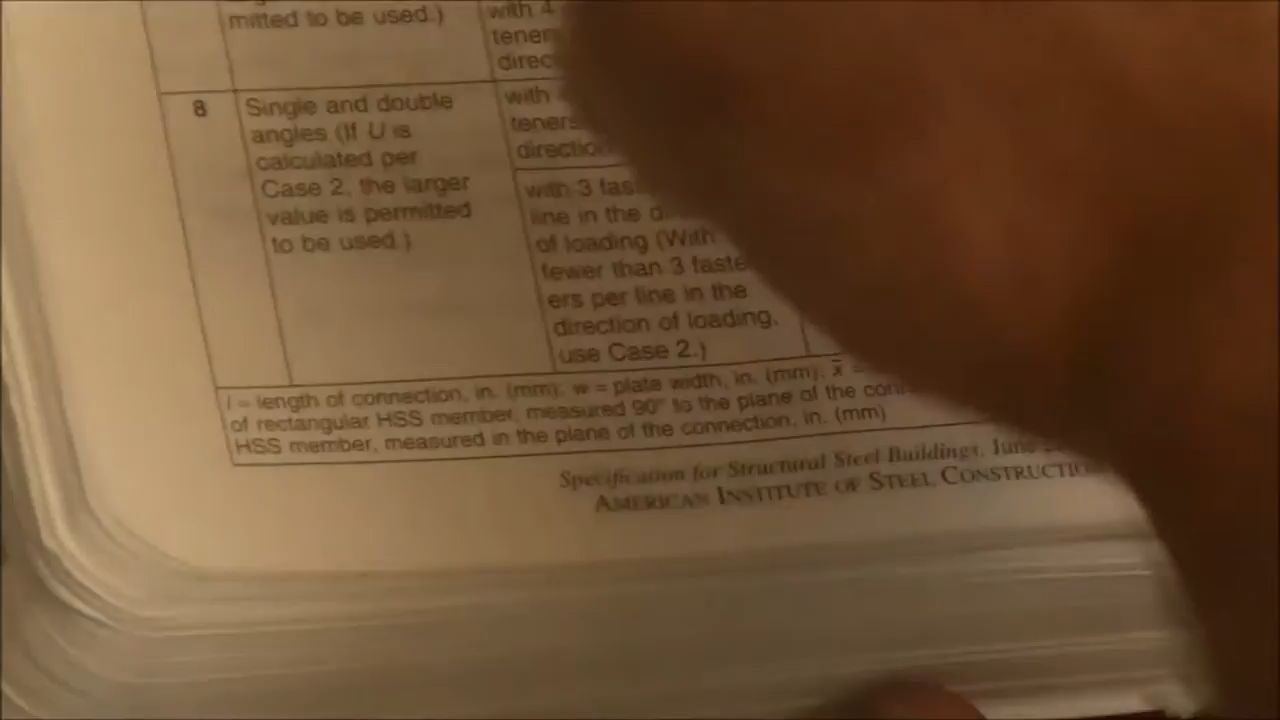 mitted to be used.)
with 4
direc
8
Single and double
angles (If U is
calculated per
Case 2, the larger
value is permitted
to be used.)
with
teners
direction
with 3 fas
line in the d
of loading (With
fewer than 3 faste
ers per line in the
direction of loading,
use Case 2.)
l = length of connection, in. (mm); w = plate width, in. (mm); x̄ =
of rectangular HSS member, measured 90° to the plane of the con
HSS member, measured in the plane of the connection, in. (mm)
Specification for Structural Steel Buildings, June
AMERICAN INSTITUTE OF STEEL CONSTRUCTIO